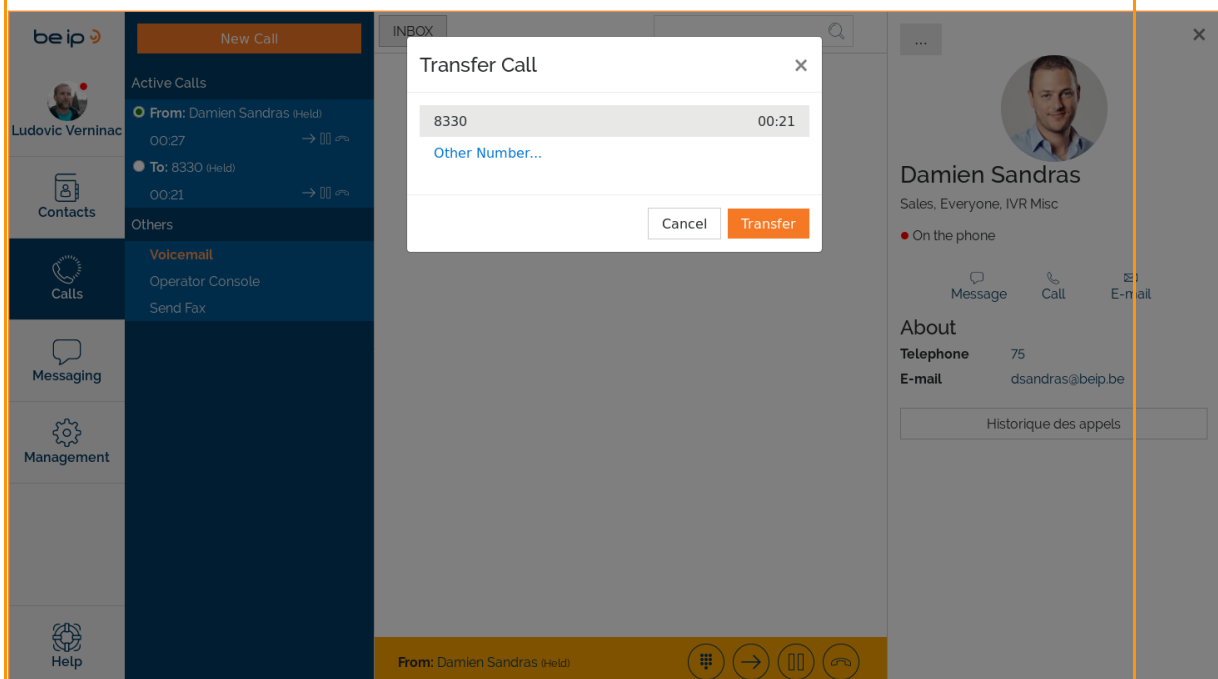 be ip
Ludovic Verninac
Contacts
Calls
Messaging
Management
Help
New Call
Active Calls
From: Damien Sandras (Held)
00:27
To: 8330 (Held)
00:21
Others
Voicemail
Operator Console
Send Fax
INBOX
Transfer Call
8330 00:21
Other Number...
Cancel Transfer
From: Damien Sandras (Held)
...
Damien Sandras
Sales, Everyone, IVR Misc
On the phone
Message Call E-mail
About
Telephone 75
E-mail dsandras@beip.be
Historique des appels